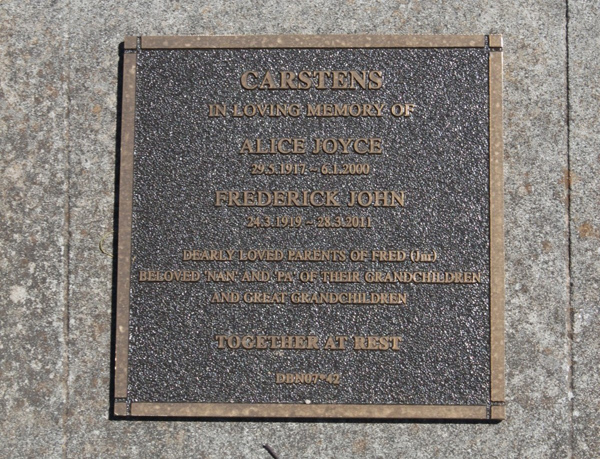 CARSTENS
IN LOVING MEMORY OF
ALICE JOYCE
29.5.1917 – 6.1.2000
FREDERICK JOHN
24.3.1919 – 28.3.2011
DEARLY LOVED PARENTS OF FRED (Jnr)
BELOVED 'NAN' AND 'PA' OF THEIR GRANDCHILDREN
AND GREAT GRANDCHILDREN
TOGETHER AT REST